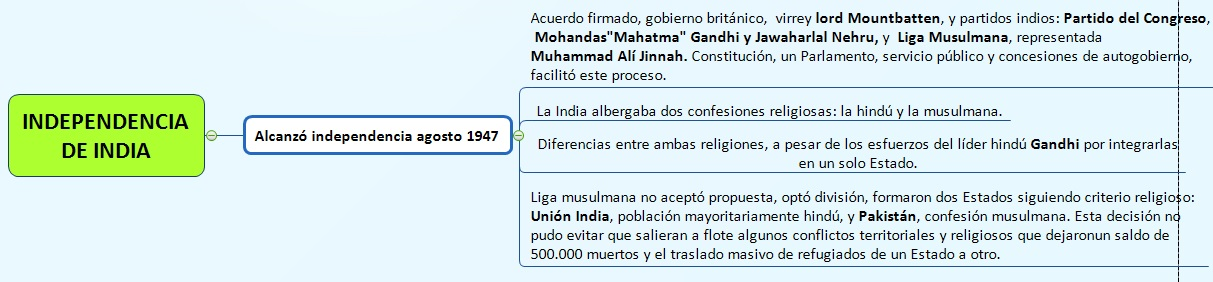 INDEPENDENCIA
DE INDIA
Alcanzó independencia agosto 1947
Acuerdo firmado, gobierno británico, virrey lord Mountbatten, y partidos indios: Partido del Congreso,
Mohandas"Mahatma" Gandhi y Jawaharlal Nehru, y Liga Musulmana, representada
Muhammad Alí Jinnah. Constitución, un Parlamento, servicio público y concesiones de autogobierno,
facilitó este proceso.
La India albergaba dos confesiones religiosas: la hindú y la musulmana.
Diferencias entre ambas religiones, a pesar de los esfuerzos del líder hindú Gandhi por integrarlas
en un solo Estado.
Liga musulmana no aceptó propuesta, optó división, formaron dos Estados siguiendo criterio religioso:
Unión India, población mayoritariamente hindú, y Pakistán, confesión musulmana. Esta decisión no
pudo evitar que salieran a flote algunos conflictos territoriales y religiosos que dejaronun saldo de
500.000 muertos y el traslado masivo de refugiados de un Estado a otro.